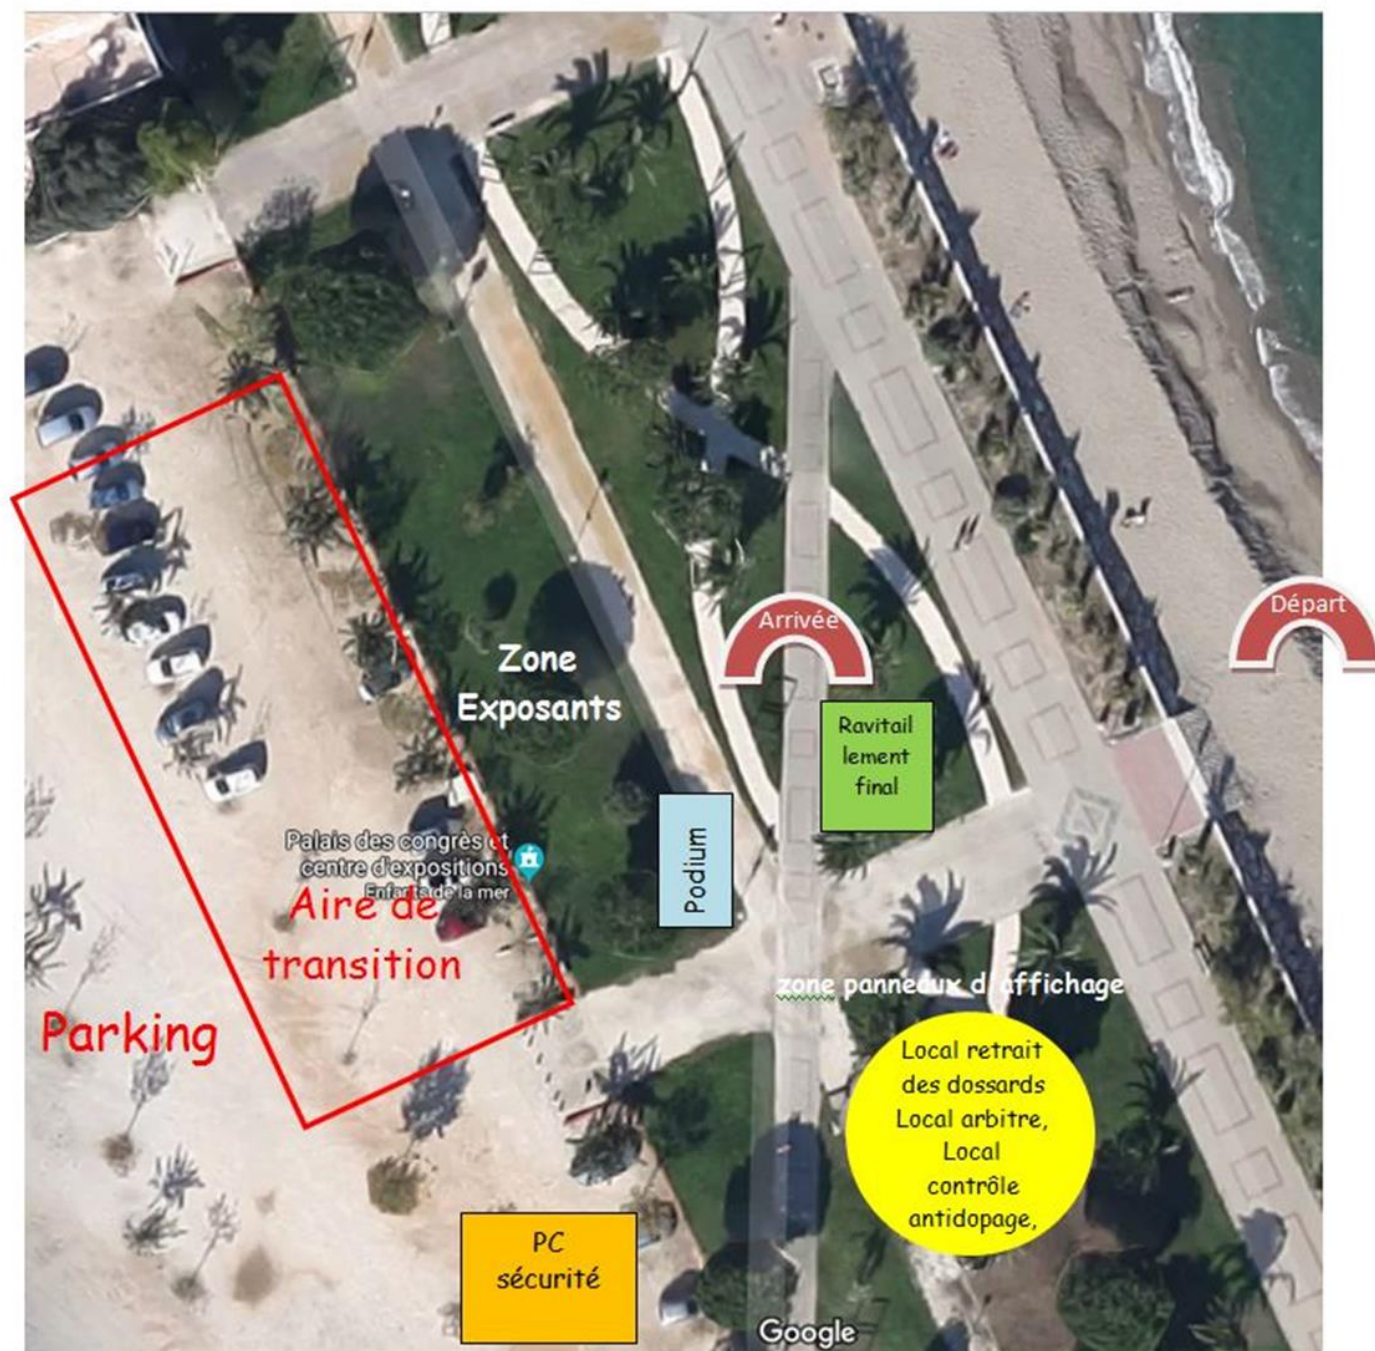 Départ
Arrivée
Zone
Exposants
Ravitail
lement
final
Podium
Palais des congrès et
centre d'expositions
Enfants de la mer
Aire de
transition
Parking
zone panneaux d'affichage
Local retrait
des dossards
Local arbitre,
Local
contrôle
antidopage,
PC
sécurité
Google